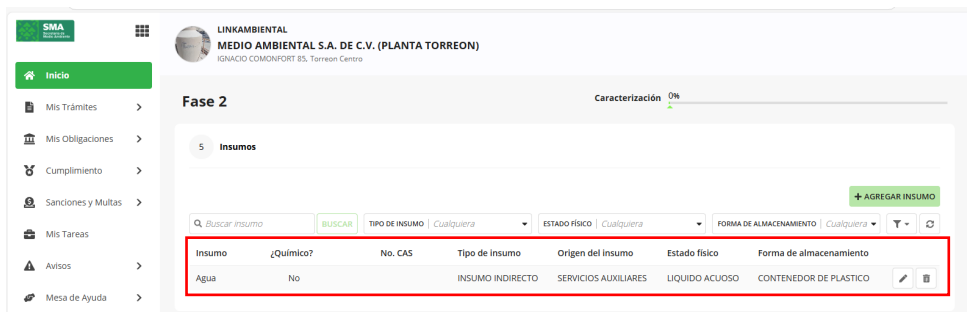 SMA
LINKAMBIENTAL
MEDIO AMBIENTAL S.A. DE C.V. (PLANTA TORREON)
IGNACIO COMONFORT 85, Torreon Centro
Inicio
Mis Trámites
Mis Obligaciones
Cumplimiento
Sanciones y Multas
Mis Tareas
Avisos
Mesa de Ayuda
Fase 2
Caracterización 0%
5 Insumos
+ AGREGAR INSUMO
Buscar insumo BUSCAR TIPO DE INSUMO | Cualquiera ESTADO FÍSICO | Cualquiera FORMA DE ALMACENAMIENTO | Cualquiera
Insumo ¿Químico? No. CAS Tipo de insumo Origen del insumo Estado físico Forma de almacenamiento
Agua No INSUMO INDIRECTO SERVICIOS AUXILIARES LIQUIDO ACUOSO CONTENEDOR DE PLASTICO